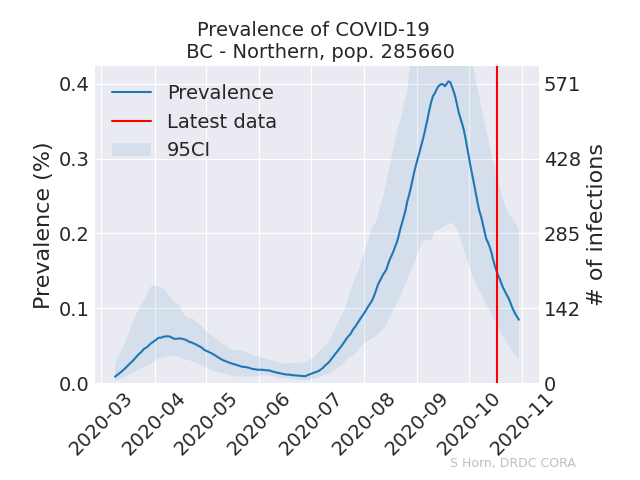 Prevalence of COVID-19
BC - Northern, pop. 285660
Prevalence
Latest data
95CI
Prevalence (%)
0.4
0.3
0.2
0.1
0.0
571
428
285
142
0
# of infections
2020-03
2020-04
2020-05
2020-06
2020-07
2020-08
2020-09
2020-10
2020-11
S Horn, DRDC CORA